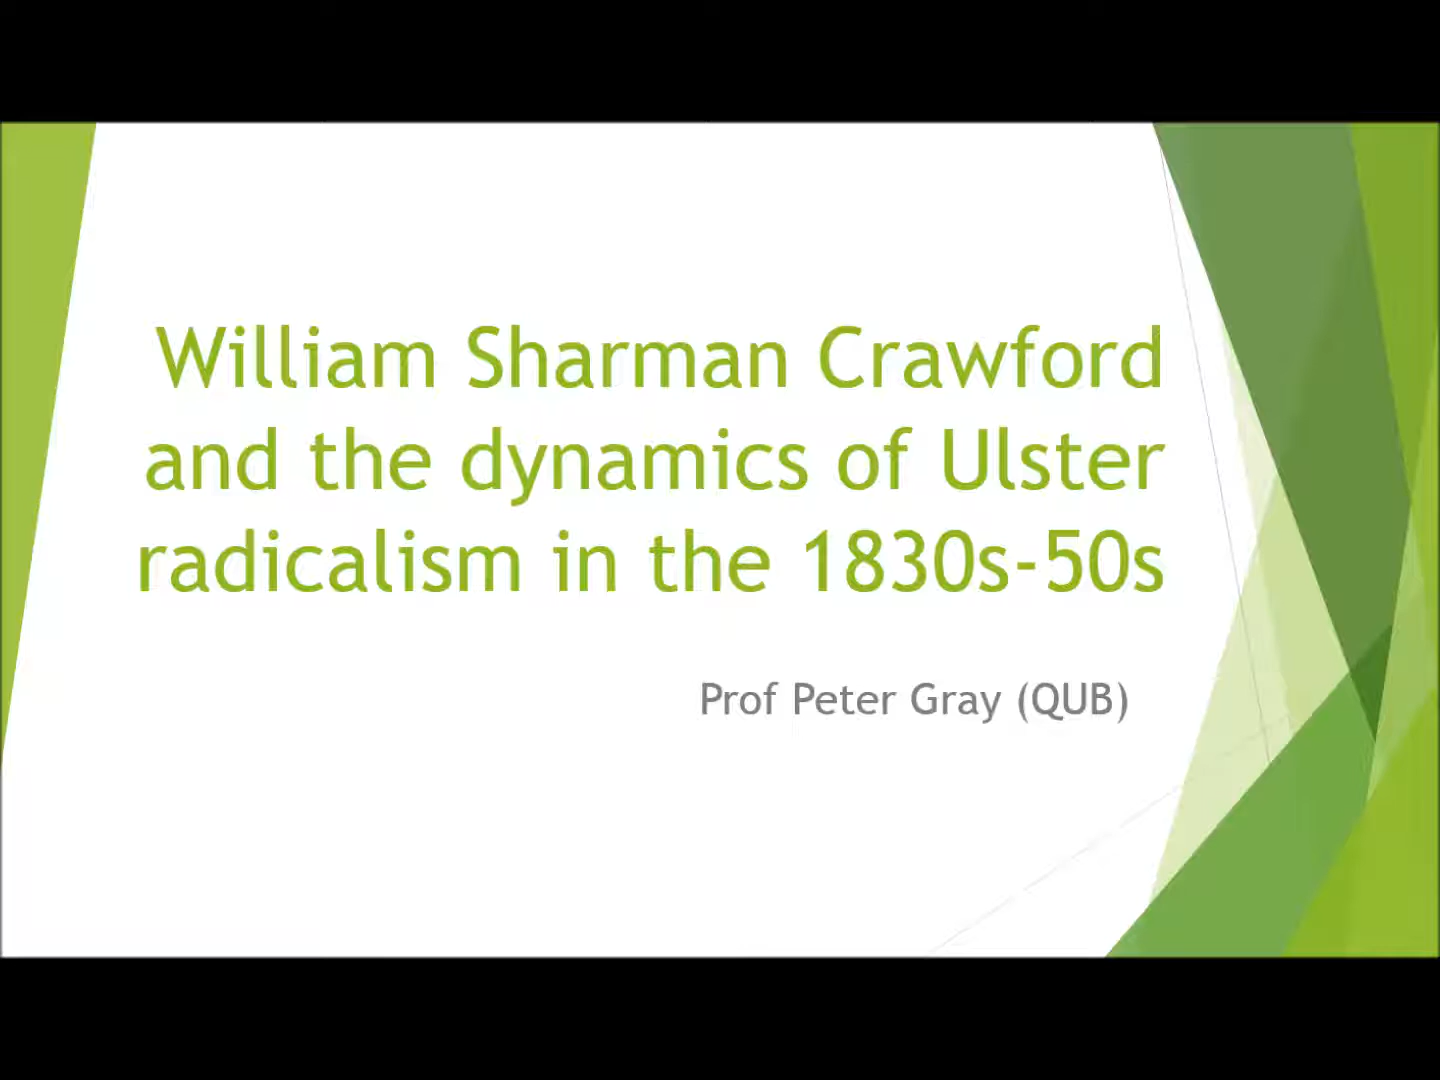 William Sharman Crawford
and the dynamics of Ulster
radicalism in the 1830s-50s
Prof Peter Gray (QUB)